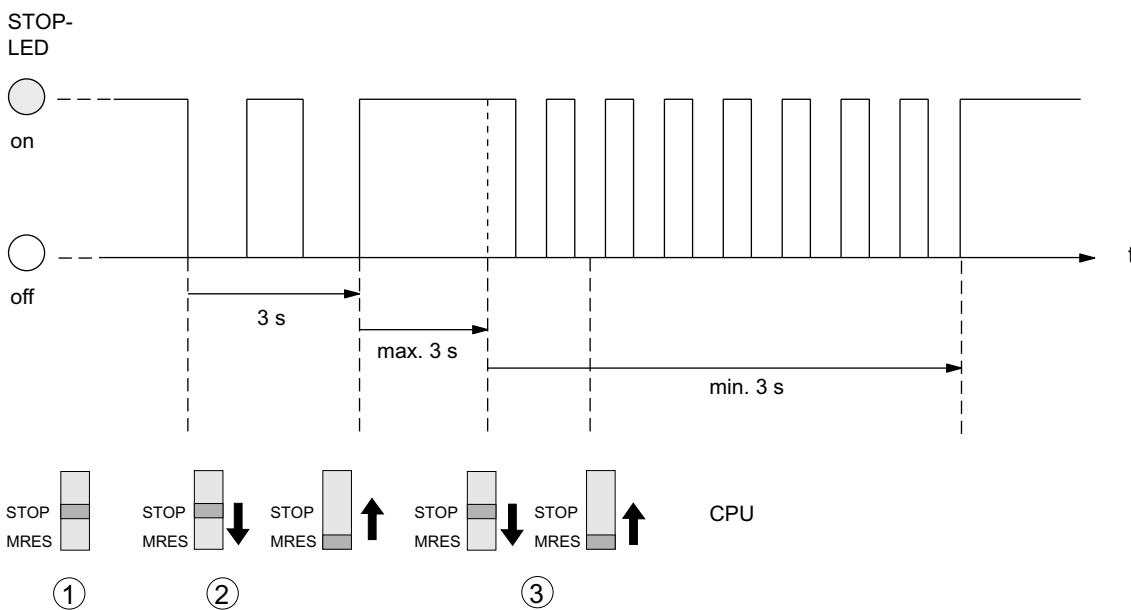 STOP-
LED
on
off
t
3 s
max. 3 s
min. 3 s
STOP
MRES
STOP
MRES
STOP
MRES
STOP
MRES
STOP
MRES
CPU
1
2
3